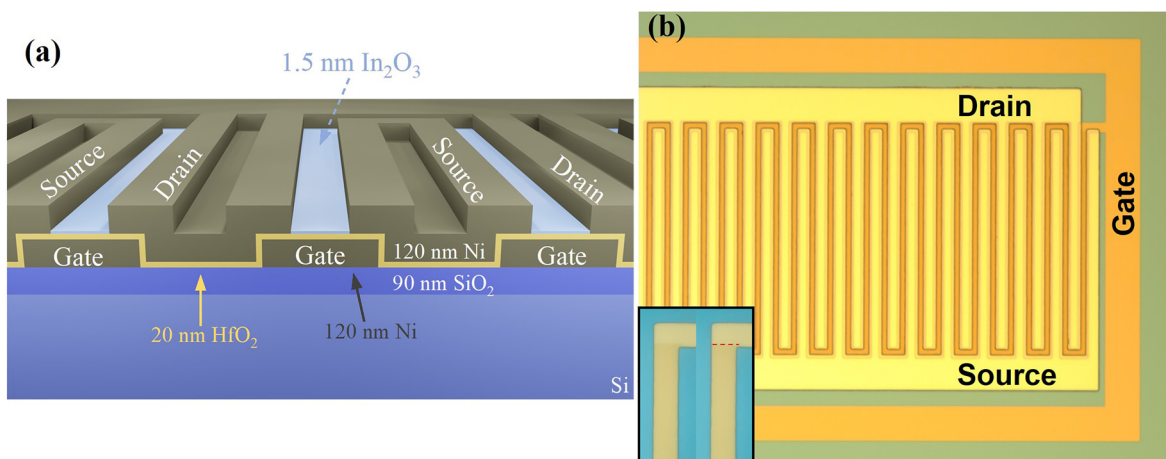 (a)
1.5 nm In₂O₃
Source
Drain
Source
Drain
Gate
Gate
120 nm Ni
Gate
90 nm SiO₂
20 nm HfO₂
120 nm Ni
Si
(b)
Drain
Gate
Source